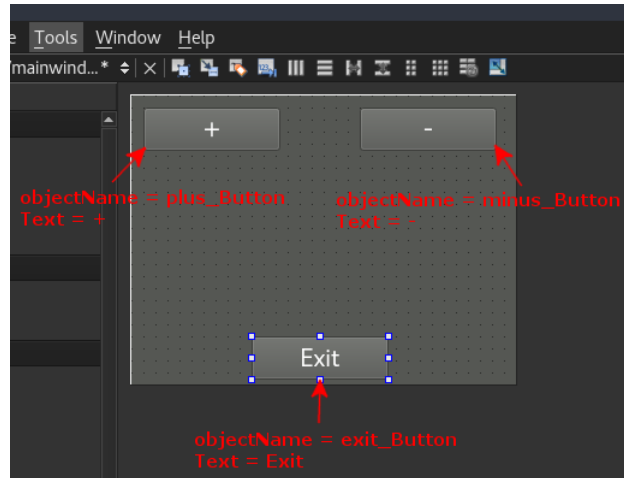 e Tools Window Help
/mainwind...*
+ -
objectName = plus_Button
Text = +
objectName = minus_Button
Text = -
Exit
objectName = exit_Button
Text = Exit